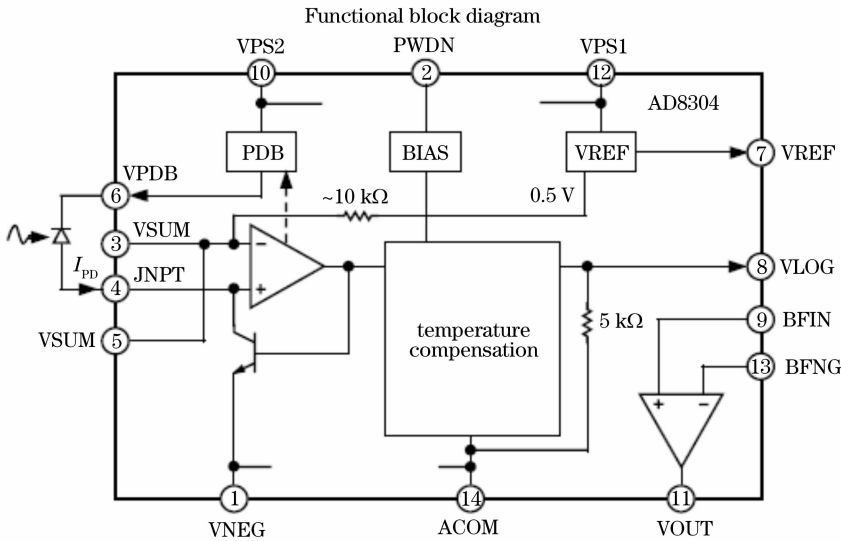 Functional block diagram
VPS2
PWDN
VPS1
10
2
12
AD8304
PDB
BIAS
VREF
7
VREF
VPDB
6
~10 kΩ
0.5 V
3
VSUM
−
I_PD
4
JNPT
+
8
VLOG
VSUM
5
temperature
compensation
5 kΩ
9
BFIN
13
BFNG
+
−
1
14
11
VNEG
ACOM
VOUT